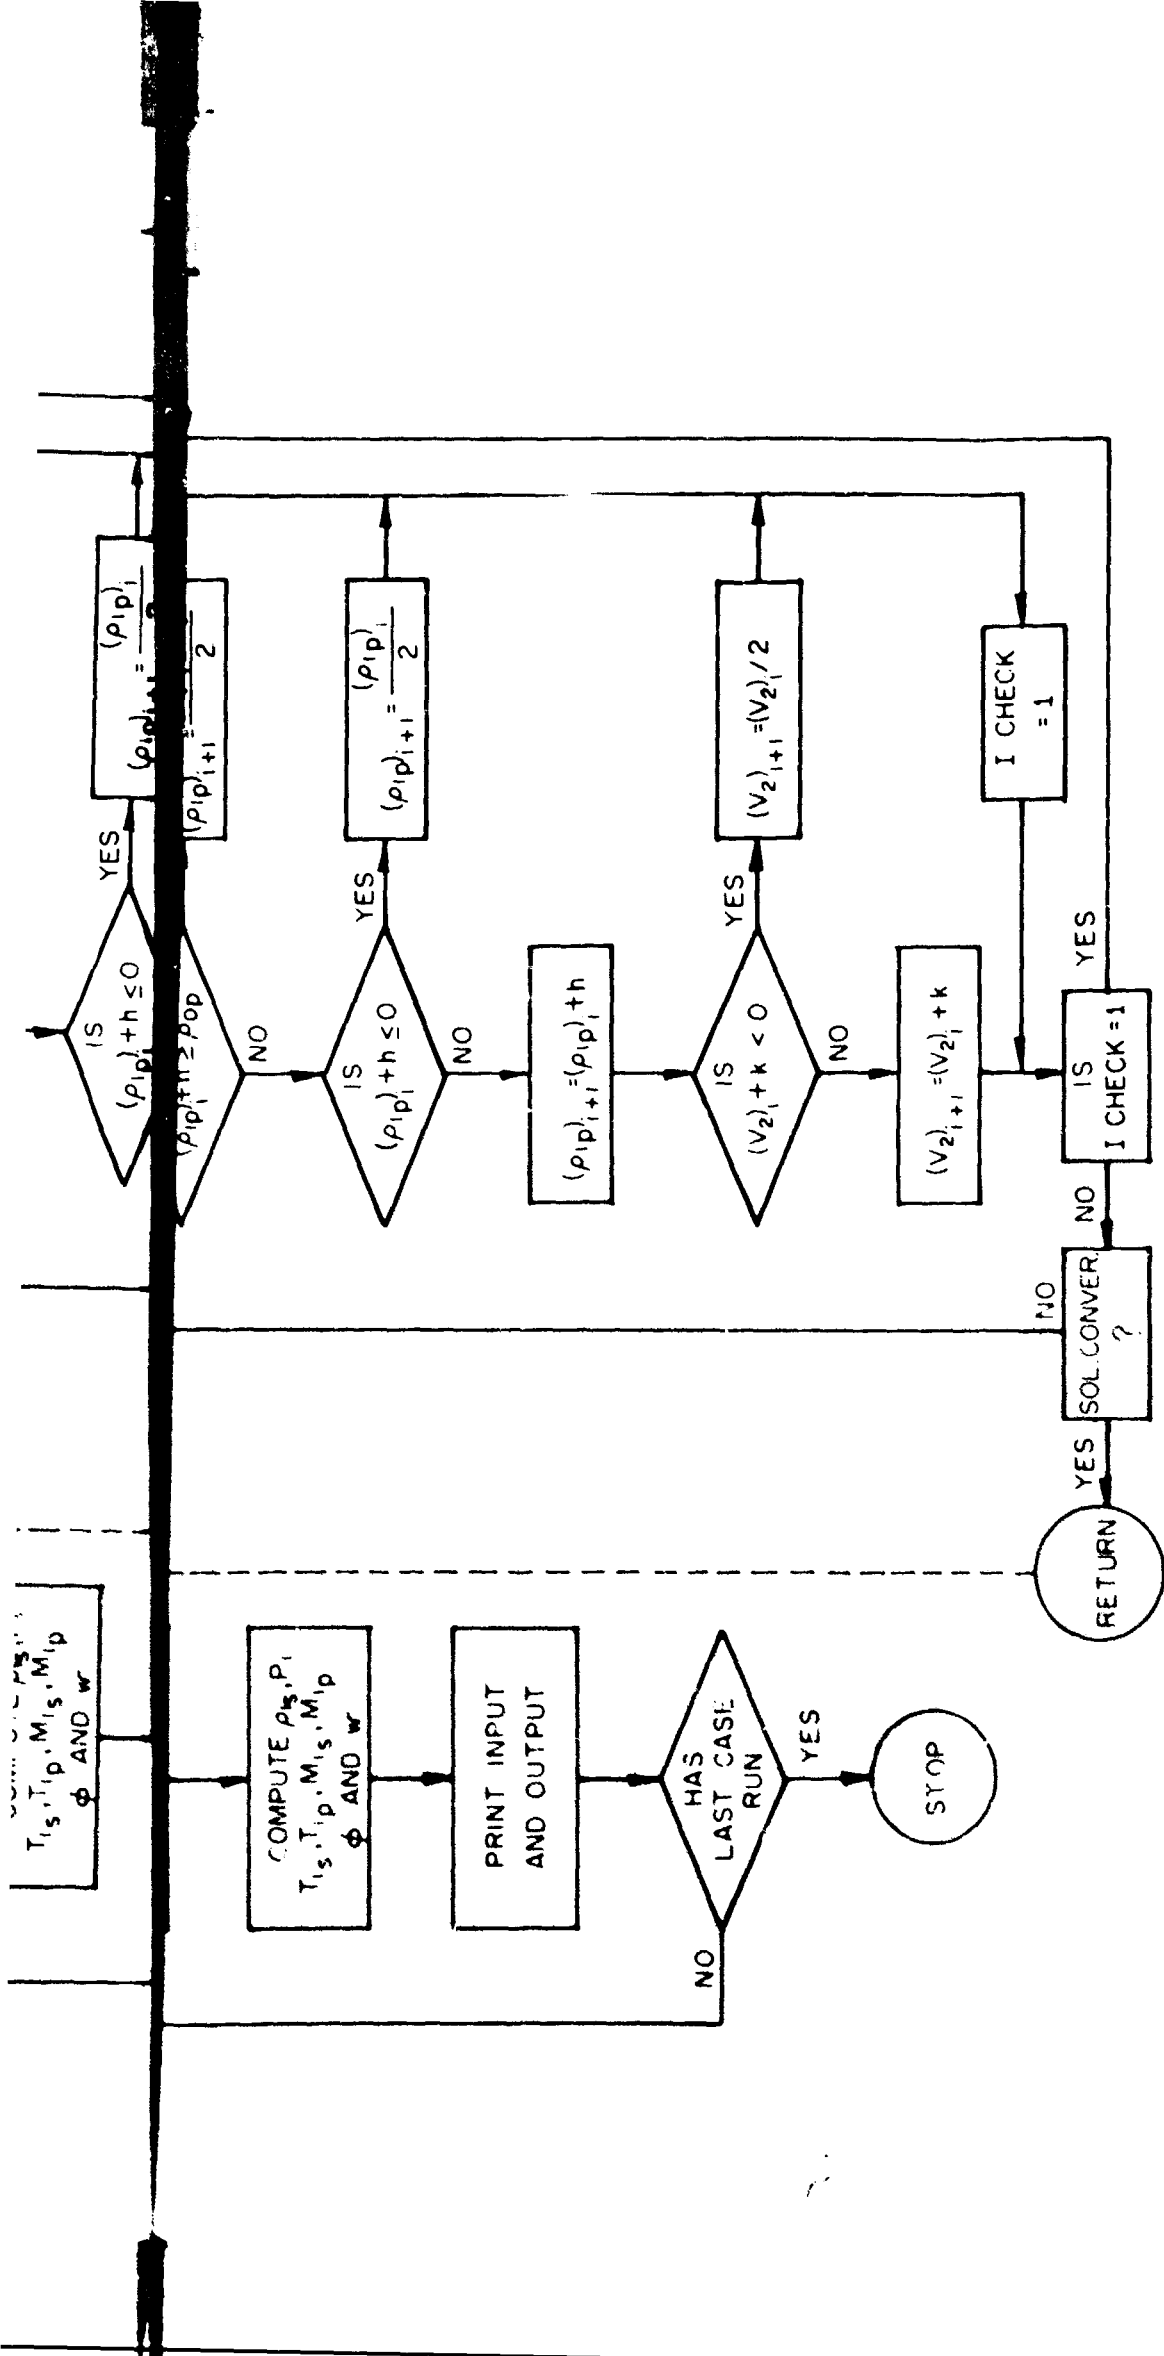 IS
(ρ₁p)ᵢ + h ≤ 0
YES
(ρ₁p)ᵢ
(ρ₁p)ᵢ + h ≥ ρ₀p
NO
(ρ₁p)ᵢ₊₁ =
2
IS
(ρ₁p)ᵢ + h ≤ 0
YES
(ρ₁p)ᵢ₊₁ = (ρ₁p)ᵢ
2
NO
(ρ₁p)ᵢ₊₁ = (ρ₁p)ᵢ + h
IS
(V₂)ᵢ + k < 0
YES
(V₂)ᵢ₊₁ = (V₂)ᵢ / 2
NO
(V₂)ᵢ₊₁ = (V₂)ᵢ + k
I CHECK
= 1
IS
I CHECK = 1
YES
NO
SOL. CONVER.
?
NO
YES
RETURN
T₁s, T₁p, M₁s, M₁p
ϕ AND w
COMPUTE ρ₁s, P₁
T₁s, T₁p, M₁s, M₁p
ϕ AND w
PRINT INPUT
AND OUTPUT
HAS
LAST CASE
RUN
NO
YES
STOP